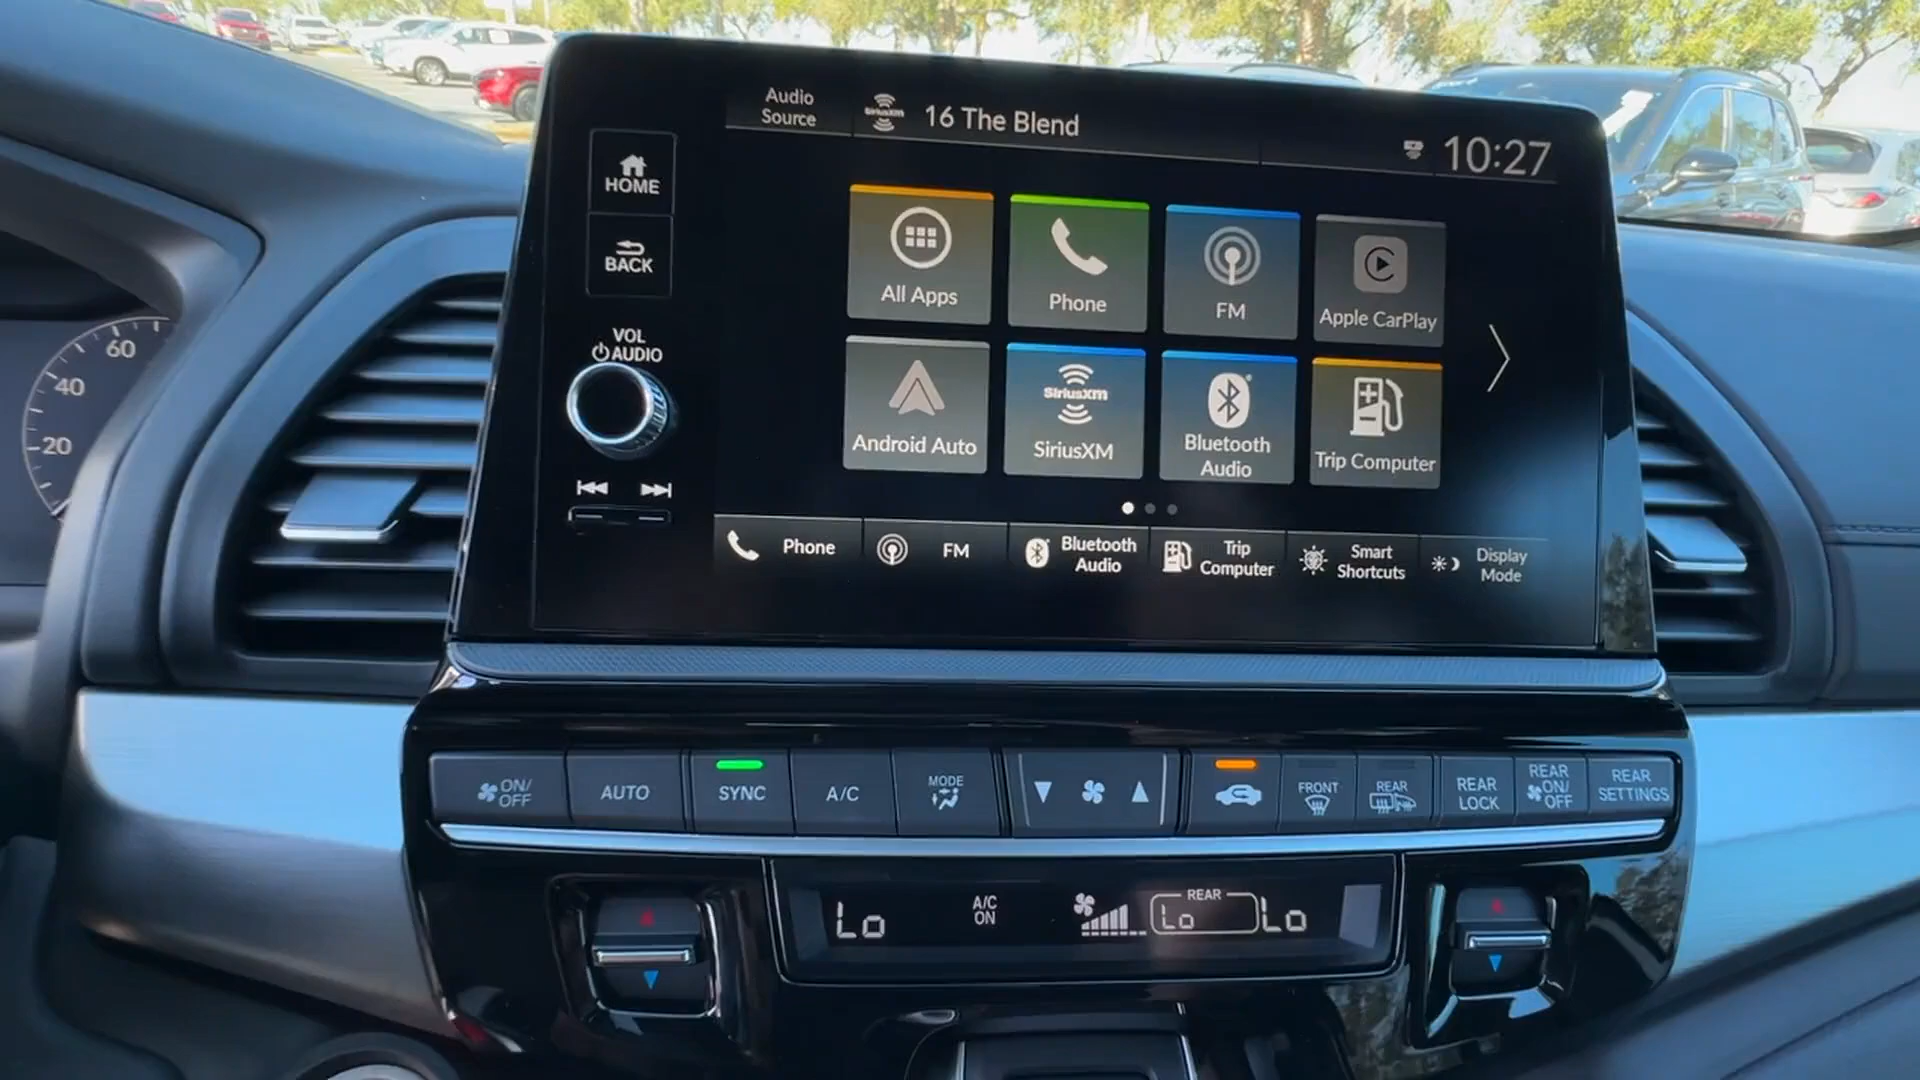 Audio
Source
SiriusXM
16 The Blend
10:27
HOME
BACK
VOL
AUDIO
All Apps
Phone
FM
Apple CarPlay
Android Auto
SiriusXM
SiriusXM
Bluetooth
Audio
Trip Computer
Phone
FM
Bluetooth
Audio
Trip
Computer
Smart
Shortcuts
Display
Mode
60
40
20
ON/
OFF
AUTO
SYNC
A/C
MODE
FRONT
REAR
REAR
LOCK
REAR
ON/
OFF
REAR
SETTINGS
Lo
A/C
ON
REAR
Lo
Lo